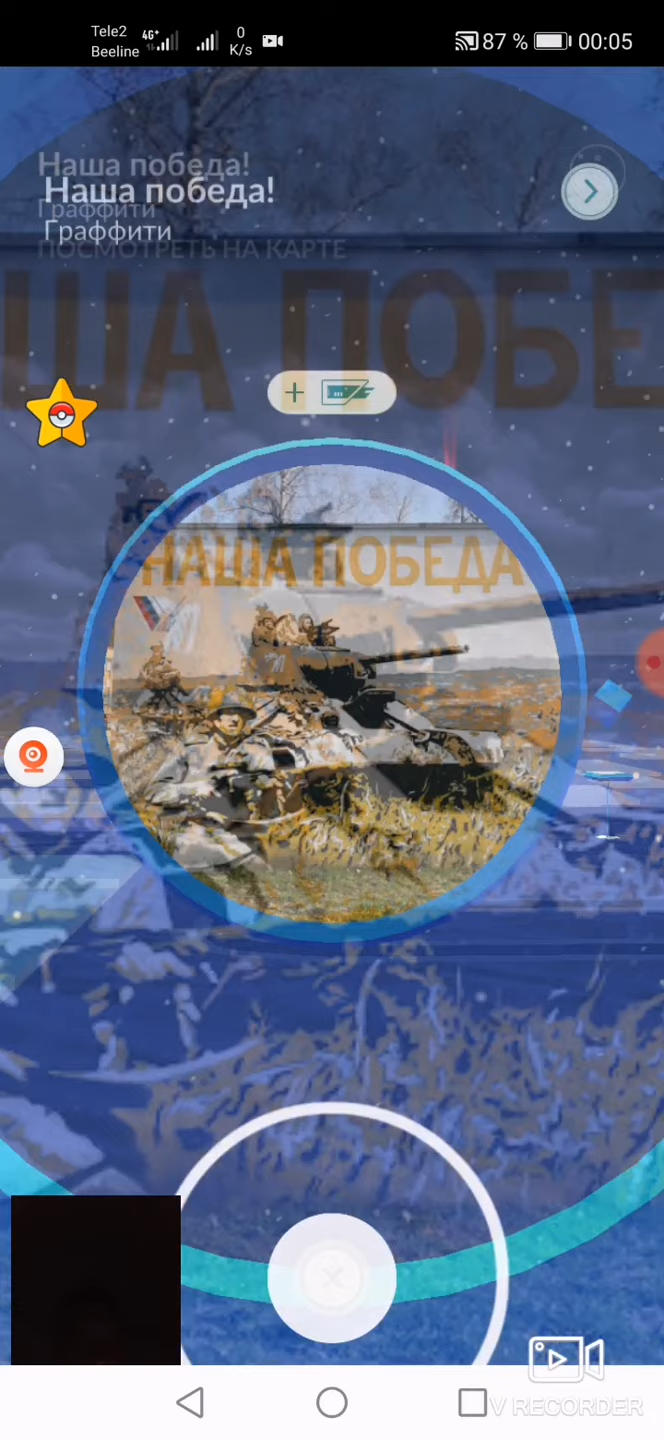 Tele2
Beeline
4G+
0
K/s
87 %
00:05
Наша победа!
Наша победа!
Граффити
Граффити
ПОСМОТРЕТЬ НА КАРТЕ
ША ПОБЕ
НАША ПОБЕДА
V RECORDER